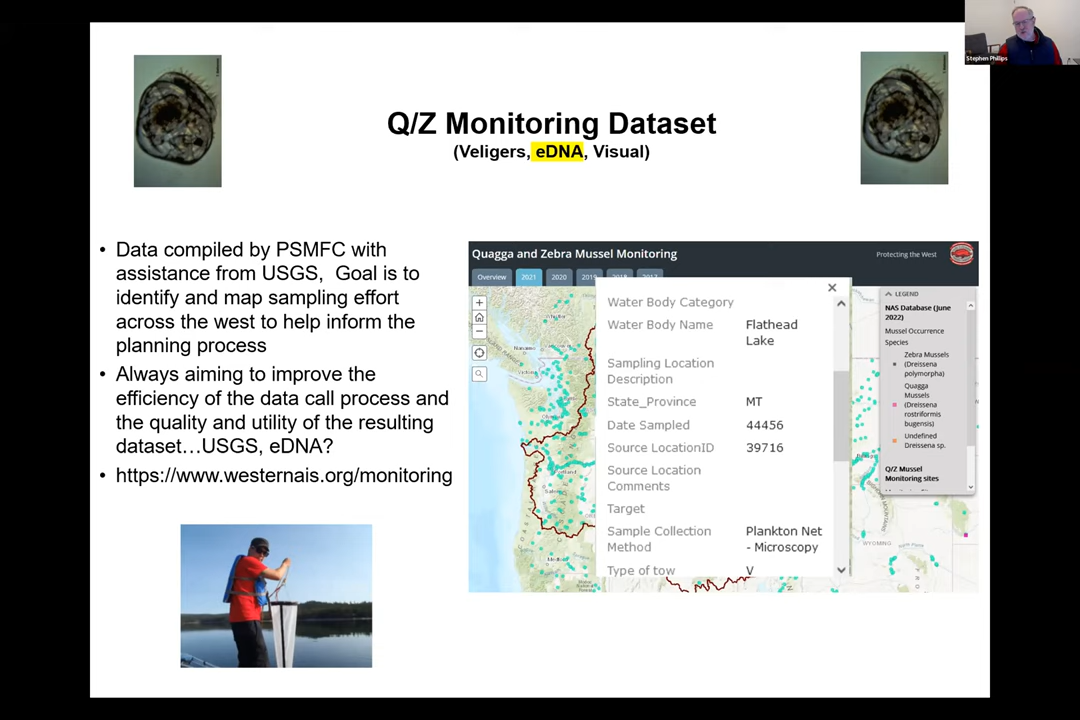 Stephen Phillips
Q/Z Monitoring Dataset
(Veligers, eDNA, Visual)
• Data compiled by PSMFC with
assistance from USGS, Goal is to
identify and map sampling effort
across the west to help inform the
planning process
• Always aiming to improve the
efficiency of the data call process and
the quality and utility of the resulting
dataset…USGS, eDNA?
• https://www.westernais.org/monitoring
Quagga and Zebra Mussel Monitoring
Protecting the West
Overview 2021 2020 2019 2018 2017
Water Body Category
Water Body Name Flathead
Lake
Sampling Location
Description
State_Province MT
Date Sampled 44456
Source LocationID 39716
Source Location
Comments
Target
Sample Collection Plankton Net
Method - Microscopy
Type of tow V
LEGEND
NAS Database (June
2022)
Mussel Occurrence
Species
Zebra Mussels
(Dreissena
polymorpha)
Quagga
Mussels
(Dreissena
rostriformis
bugensis)
Undefined
Dreissena sp.
Q/Z Mussel
Monitoring sites
WYOMING